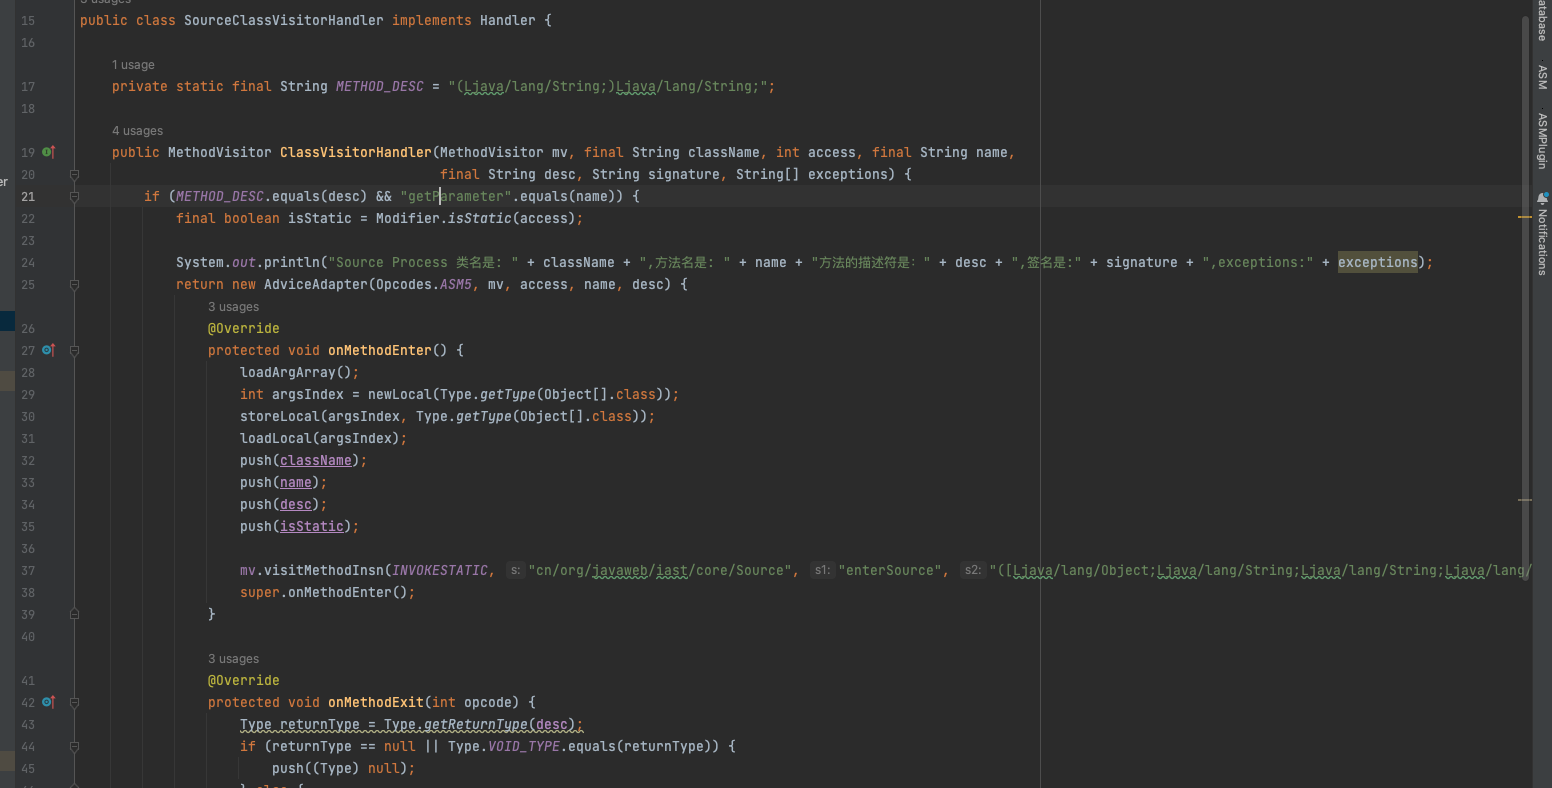 15 public class SourceClassVisitorHandler implements Handler {
16
1 usage
17 private static final String METHOD_DESC = "(Ljava/lang/String;)Ljava/lang/String;";
18
4 usages
19 public MethodVisitor ClassVisitorHandler(MethodVisitor mv, final String className, int access, final String name,
20 final String desc, String signature, String[] exceptions) {
21 if (METHOD_DESC.equals(desc) && "getParameter".equals(name)) {
22 final boolean isStatic = Modifier.isStatic(access);
23
24 System.out.println("Source Process 类名是: " + className + ",方法名是: " + name + "方法的描述符是：" + desc + ",签名是:" + signature + ",exceptions:" + exceptions);
25 return new AdviceAdapter(Opcodes.ASM5, mv, access, name, desc) {
3 usages
26 @Override
27 protected void onMethodEnter() {
28 loadArgArray();
29 int argsIndex = newLocal(Type.getType(Object[].class));
30 storeLocal(argsIndex, Type.getType(Object[].class));
31 loadLocal(argsIndex);
32 push(className);
33 push(name);
34 push(desc);
35 push(isStatic);
36
37 mv.visitMethodInsn(INVOKESTATIC, s: "cn/org/javaweb/iast/core/Source", s1: "enterSource", s2: "([Ljava/lang/Object;Ljava/lang/String;Ljava/lang/String;Ljava/lang/
38 super.onMethodEnter();
39 }
40
3 usages
41 @Override
42 protected void onMethodExit(int opcode) {
43 Type returnType = Type.getReturnType(desc);
44 if (returnType == null || Type.VOID_TYPE.equals(returnType)) {
45 push((Type) null);
ASM
ASMPlugin
Notifications